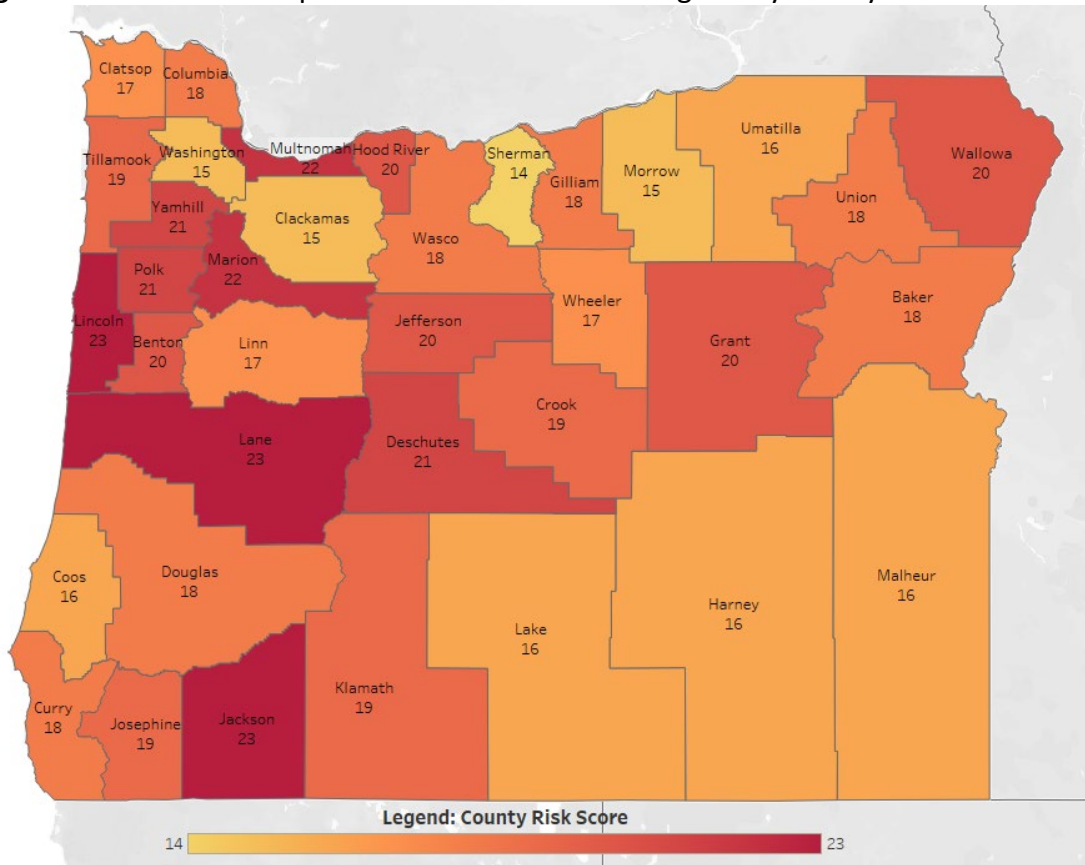 Clatsop
17
Columbia
18
Tillamook
19
Washington
15
Multnomah
22
Hood River
20
Sherman
14
Gilliam
18
Morrow
15
Umatilla
16
Union
18
Wallowa
20
Yamhill
21
Clackamas
15
Wasco
18
Polk
21
Marion
22
Lincoln
23
Benton
20
Linn
17
Jefferson
20
Wheeler
17
Grant
20
Baker
18
Lane
23
Deschutes
21
Crook
19
Coos
16
Douglas
18
Lake
16
Harney
16
Malheur
16
Curry
18
Josephine
19
Jackson
23
Klamath
19
Legend: County Risk Score
14
23